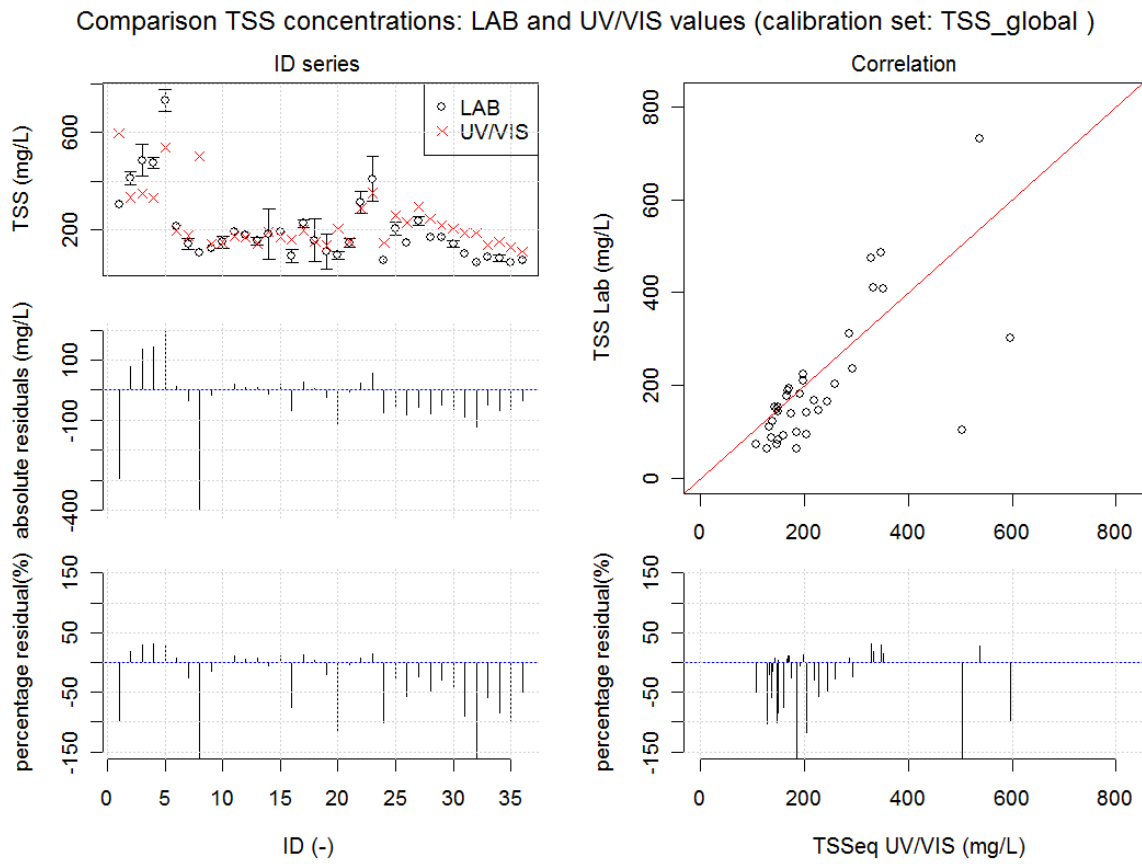 Comparison TSS concentrations: LAB and UV/VIS values (calibration set: TSS_global )
ID series
TSS (mg/L)
600
200
LAB
UV/VIS
absolute residuals (mg/L)
100
-100
-400
percentage residual(%)
150
50
-50
-150
0 5 10 15 20 25 30 35
ID (-)
Correlation
TSS Lab (mg/L)
800
600
400
200
0
0 200 400 600 800
percentage residual(%)
150
50
-50
-150
0 200 400 600 800
TSSeq UV/VIS (mg/L)